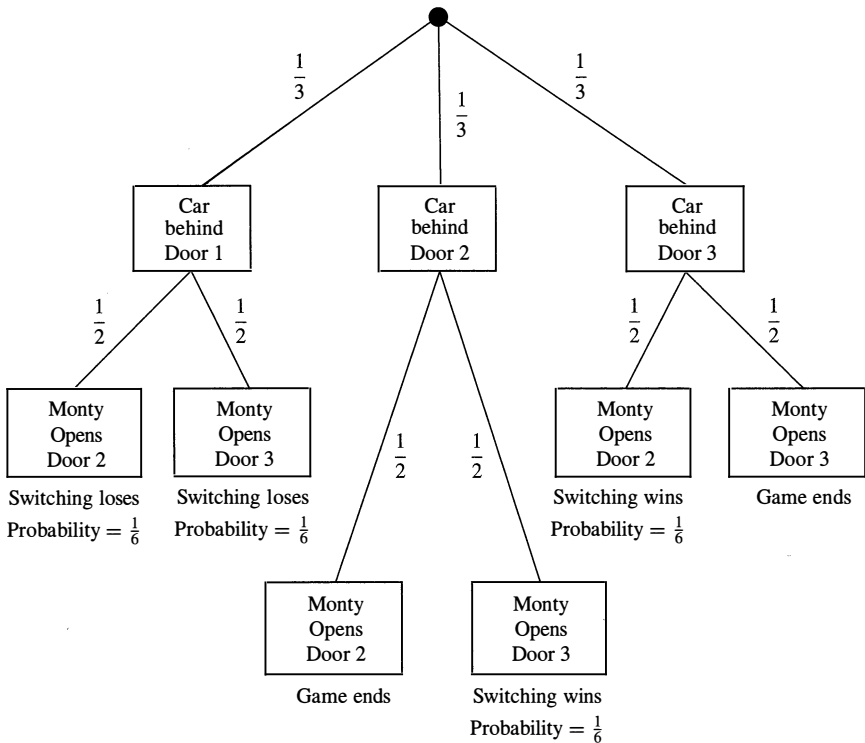 1/3
1/3
1/3
Car
behind
Door 1
Car
behind
Door 2
Car
behind
Door 3
1/2
1/2
1/2
1/2
1/2
1/2
Monty
Opens
Door 2
Switching loses
Probability = 1/6
Monty
Opens
Door 3
Switching loses
Probability = 1/6
Monty
Opens
Door 2
Switching wins
Probability = 1/6
Monty
Opens
Door 3
Game ends
Monty
Opens
Door 2
Game ends
Monty
Opens
Door 3
Switching wins
Probability = 1/6